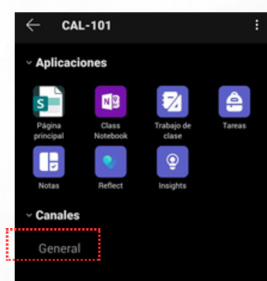 CAL-101
Aplicaciones
Página principal
Class Notebook
Trabajo de clase
Tareas
Notas
Reflect
Insights
Canales
General